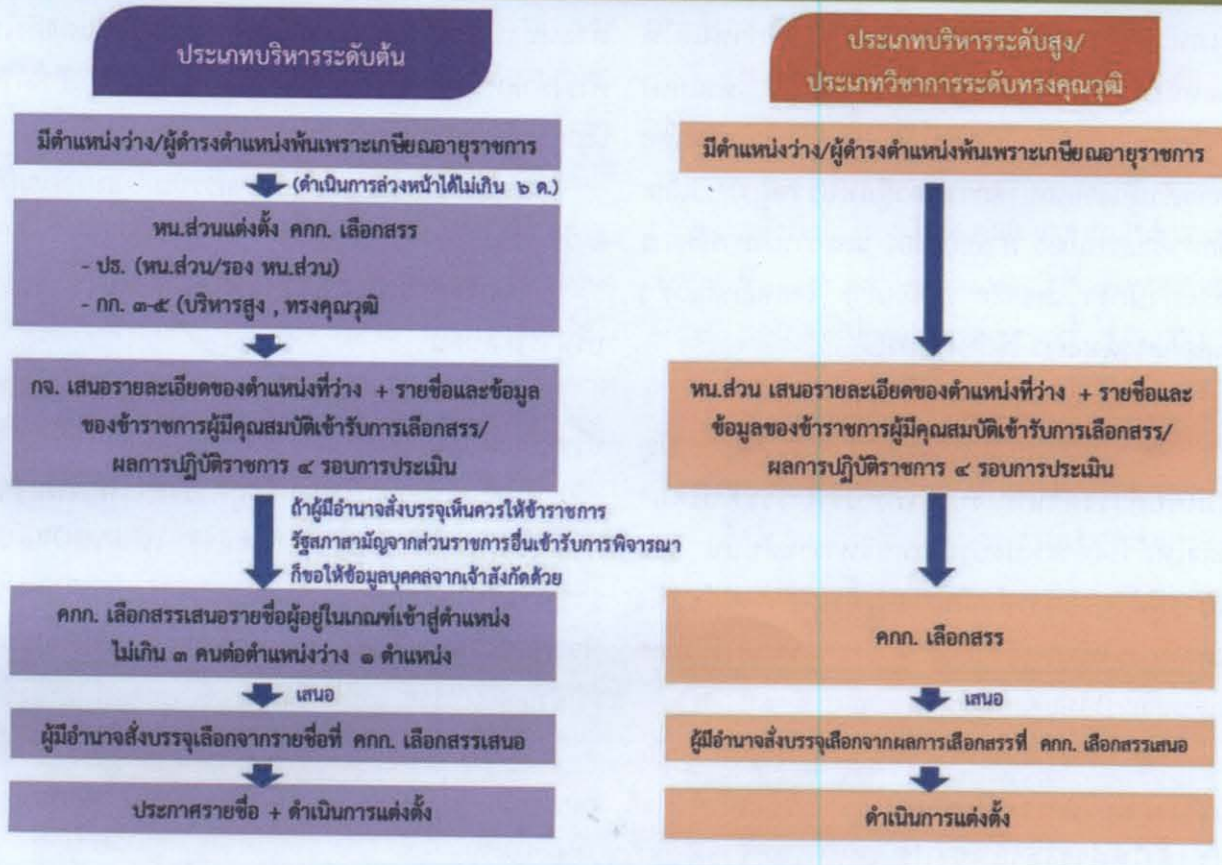 ประเภทบริหารระดับต้น
มีตำแหน่งว่าง/ผู้ดำรงตำแหน่งพ้นเพราะเกษียณอายุราชการ
(ดำเนินการล่วงหน้าได้ไม่เกิน ๖ ด.)
หน.ส่วนแต่งตั้ง คกก. เลือกสรร
- ปธ. (หน.ส่วน/รอง หน.ส่วน)
- กก. ๓-๕ (บริหารสูง , ทรงคุณวุฒิ
กจ. เสนอรายละเอียดของตำแหน่งที่ว่าง + รายชื่อและข้อมูล
ของข้าราชการผู้มีคุณสมบัติเข้ารับการเลือกสรร/
ผลการปฏิบัติราชการ ๔ รอบการประเมิน
ถ้าผู้มีอำนาจสั่งบรรจุเห็นควรให้ข้าราชการ
รัฐสภาสามัญจากส่วนราชการอื่นเข้ารับการพิจารณา
ก็ขอให้ข้อมูลบุคคลจากเจ้าสังกัดด้วย
คกก. เลือกสรรเสนอรายชื่อผู้อยู่ในเกณฑ์เข้าสู่ตำแหน่ง
ไม่เกิน ๓ คนต่อตำแหน่งว่าง ๑ ตำแหน่ง
เสนอ
ผู้มีอำนาจสั่งบรรจุเลือกจากรายชื่อที่ คกก. เลือกสรรเสนอ
ประกาศรายชื่อ + ดำเนินการแต่งตั้ง
ประเภทบริหารระดับสูง/
ประเภทวิชาการระดับทรงคุณวุฒิ
มีตำแหน่งว่าง/ผู้ดำรงตำแหน่งพ้นเพราะเกษียณอายุราชการ
หน.ส่วน เสนอรายละเอียดของตำแหน่งที่ว่าง + รายชื่อและ
ข้อมูลของข้าราชการผู้มีคุณสมบัติเข้ารับการเลือกสรร/
ผลการปฏิบัติราชการ ๔ รอบการประเมิน
คกก. เลือกสรร
เสนอ
ผู้มีอำนาจสั่งบรรจุเลือกจากผลการเลือกสรรที่ คกก. เลือกสรรเสนอ
ดำเนินการแต่งตั้ง